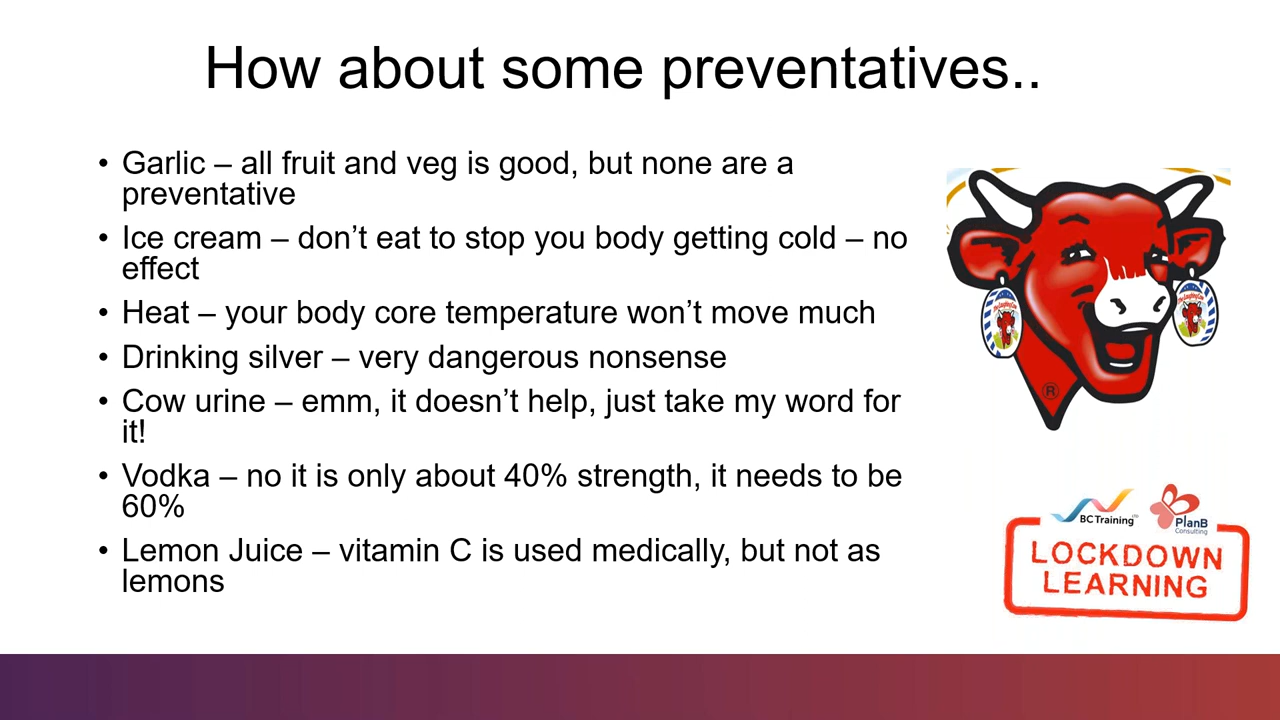 How about some preventatives..
• Garlic – all fruit and veg is good, but none are a
preventative
• Ice cream – don’t eat to stop you body getting cold – no
effect
• Heat – your body core temperature won’t move much
• Drinking silver – very dangerous nonsense
• Cow urine – emm, it doesn’t help, just take my word for
it!
• Vodka – no it is only about 40% strength, it needs to be
60%
• Lemon Juice – vitamin C is used medically, but not as
lemons
®
BC Training LTD
PlanB
Consulting
LOCKDOWN
LEARNING